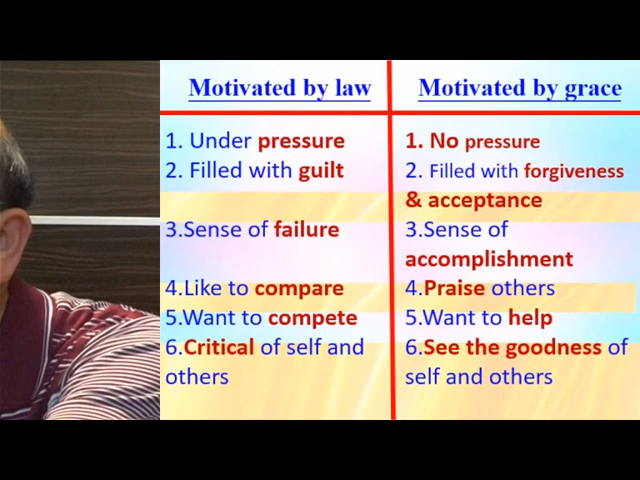 Motivated by law
1. Under pressure
2. Filled with guilt
3.Sense of failure
4.Like to compare
5.Want to compete
6.Critical of self and
others
Motivated by grace
1. No pressure
2. Filled with forgiveness
& acceptance
3.Sense of
accomplishment
4.Praise others
5.Want to help
6.See the goodness of
self and others